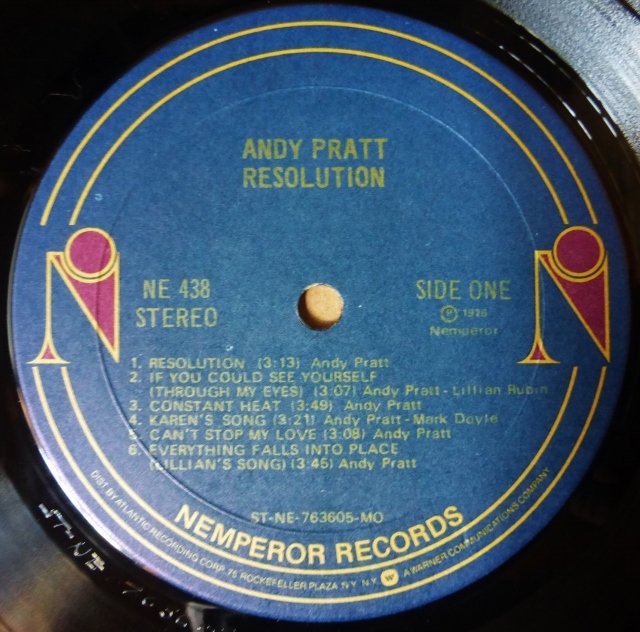 ANDY PRATT
RESOLUTION
NE 438
STEREO
SIDE ONE
℗ 1976
Nemperor
1. RESOLUTION (3:13) Andy Pratt
2. IF YOU COULD SEE YOURSELF
(THROUGH MY EYES) (3:07) Andy Pratt - Lillian Rubin
3. CONSTANT HEAT (3:49) Andy Pratt
4. KAREN'S SONG (3:21) Andy Pratt-Mark Doyle
5. CAN'T STOP MY LOVE (3:08) Andy Pratt
6. EVERYTHING FALLS INTO PLACE
(LILLIAN'S SONG) (3:45) Andy Pratt
ST-NE-763605-MO
NEMPEROR RECORDS
DIST BY ATLANTIC RECORDING CORP 75 ROCKEFELLER PLAZA N.Y. N.Y. W A WARNER COMMUNICATIONS COMPANY